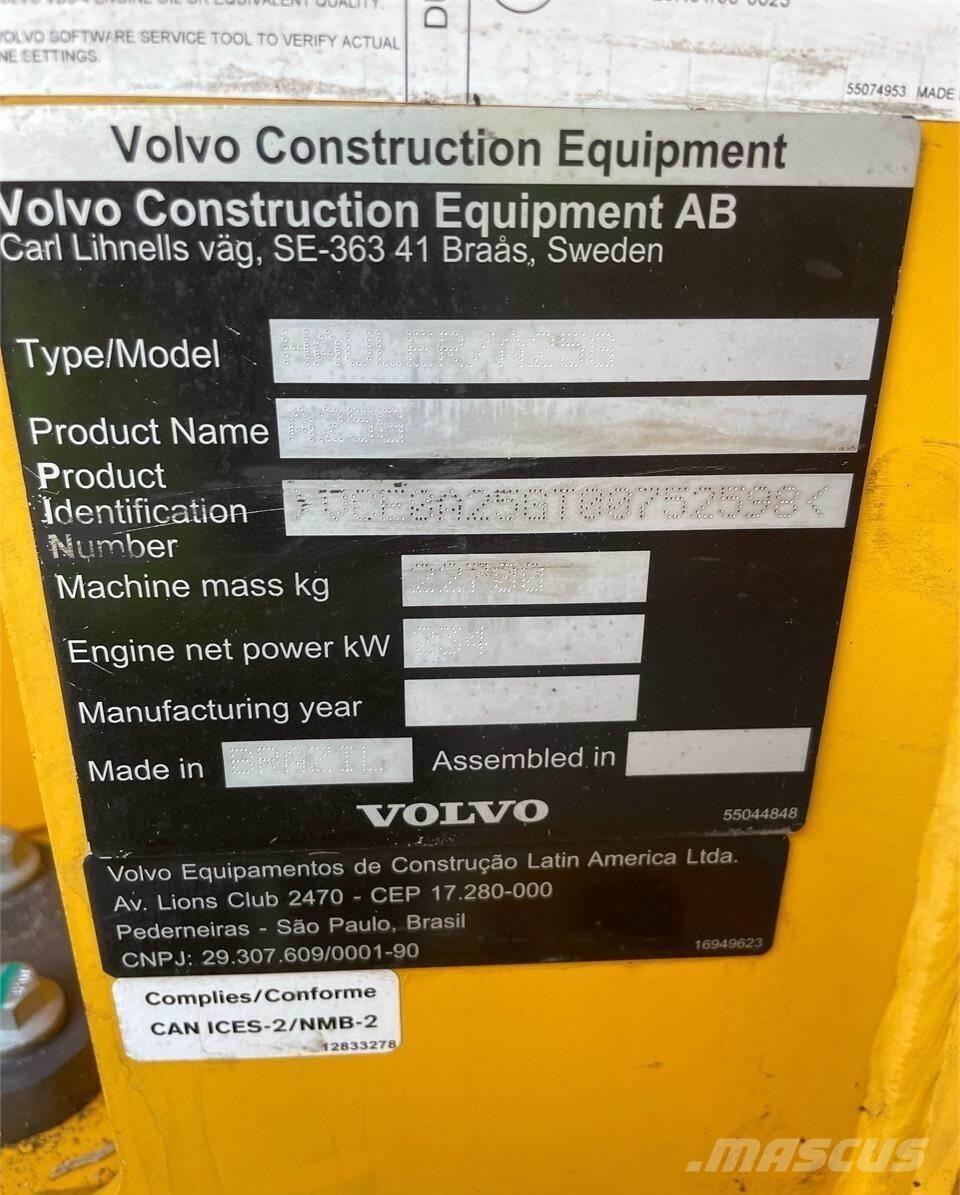 VOLVO SOFTWARE SERVICE TOOL TO VERIFY ACTUAL
NE SETTINGS.
55074953 MADE
Volvo Construction Equipment
Volvo Construction Equipment AB
Carl Lihnells väg, SE-363 41 Braås, Sweden
Type/Model HAULER/A25G
Product Name A25G
Product
Identification
Number
>VCE0A25GT00752598<
Machine mass kg 22700
Engine net power kW 234
Manufacturing year
Made in BRAZIL Assembled in
VOLVO 55044848
Volvo Equipamentos de Construção Latin America Ltda.
Av. Lions Club 2470 - CEP 17.280-000
Pederneiras - São Paulo, Brasil
CNPJ: 29.307.609/0001-90 16949623
Complies/Conforme
CAN ICES-2/NMB-2
12833278
MASCUS